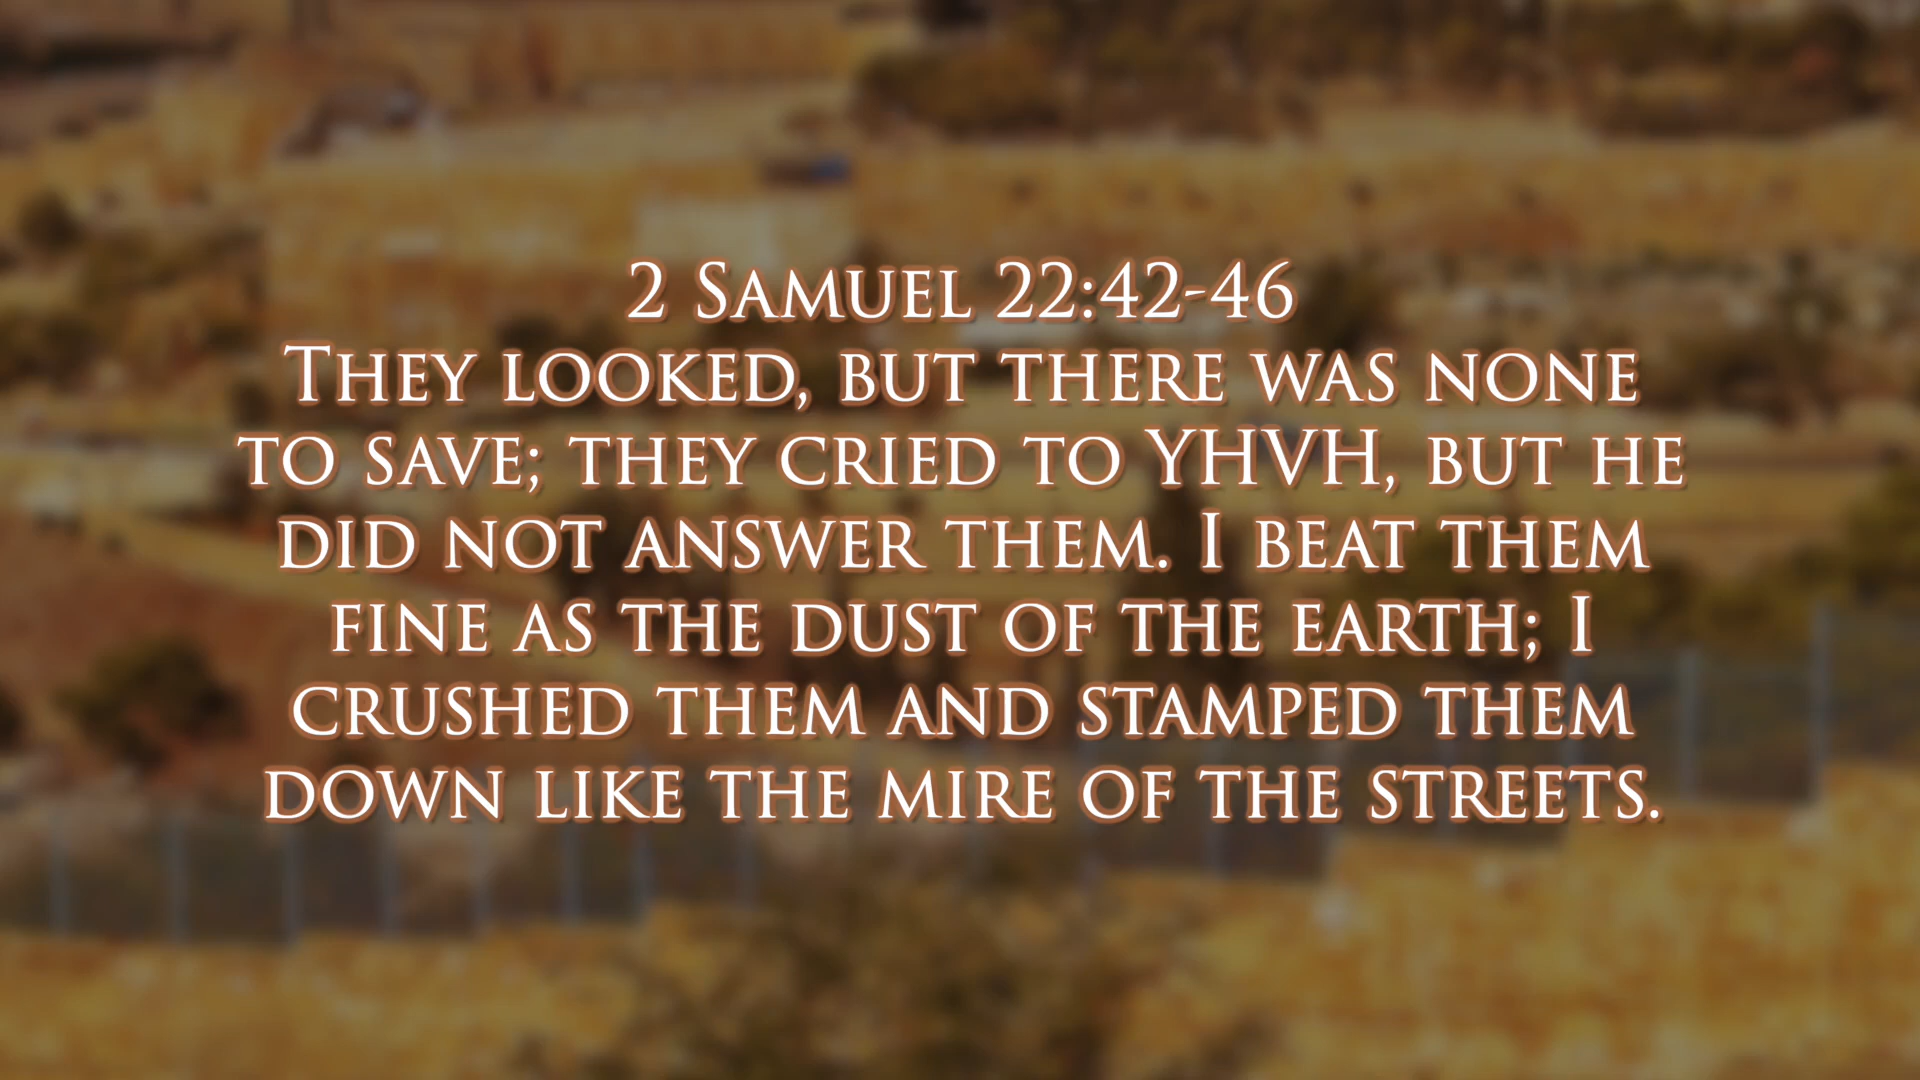 2 Samuel 22:42-46
They looked, but there was none
to save; they cried to YHVH, but he
did not answer them. I beat them
fine as the dust of the earth; I
crushed them and stamped them
down like the mire of the streets.